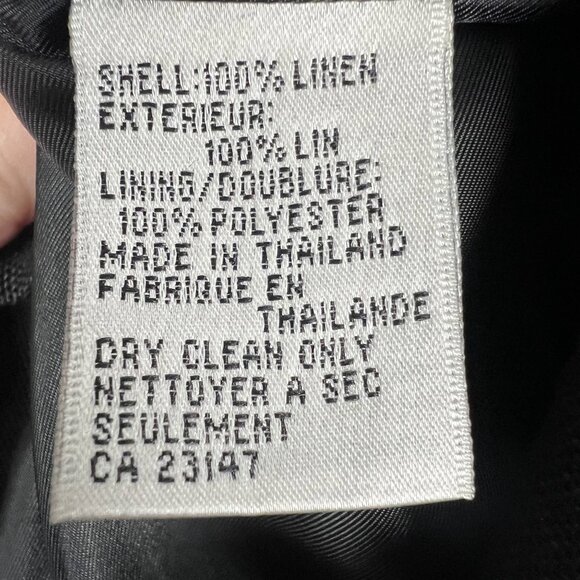 SHELL:100% LINEN
EXTERIEUR:
100% LIN
LINING/DOUBLURE:
100% POLYESTER
MADE IN THAILAND
FABRIQUE EN
THAILANDE
DRY CLEAN ONLY
NETTOYER A SEC
SEULEMENT
CA 23147